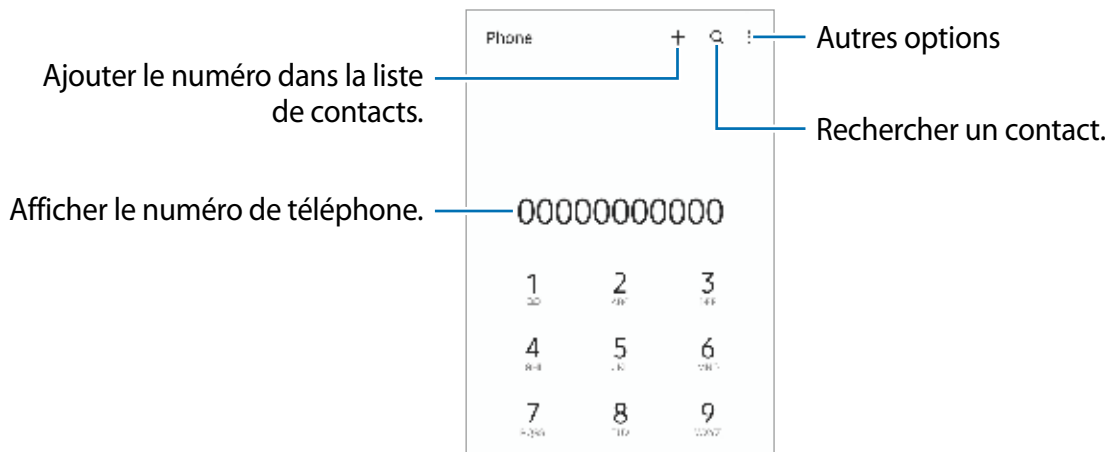 Phone
Autres options
Ajouter le numéro dans la liste
de contacts.
Rechercher un contact.
Afficher le numéro de téléphone.
00000000000
1 2 3
4 5 6
7 8 9